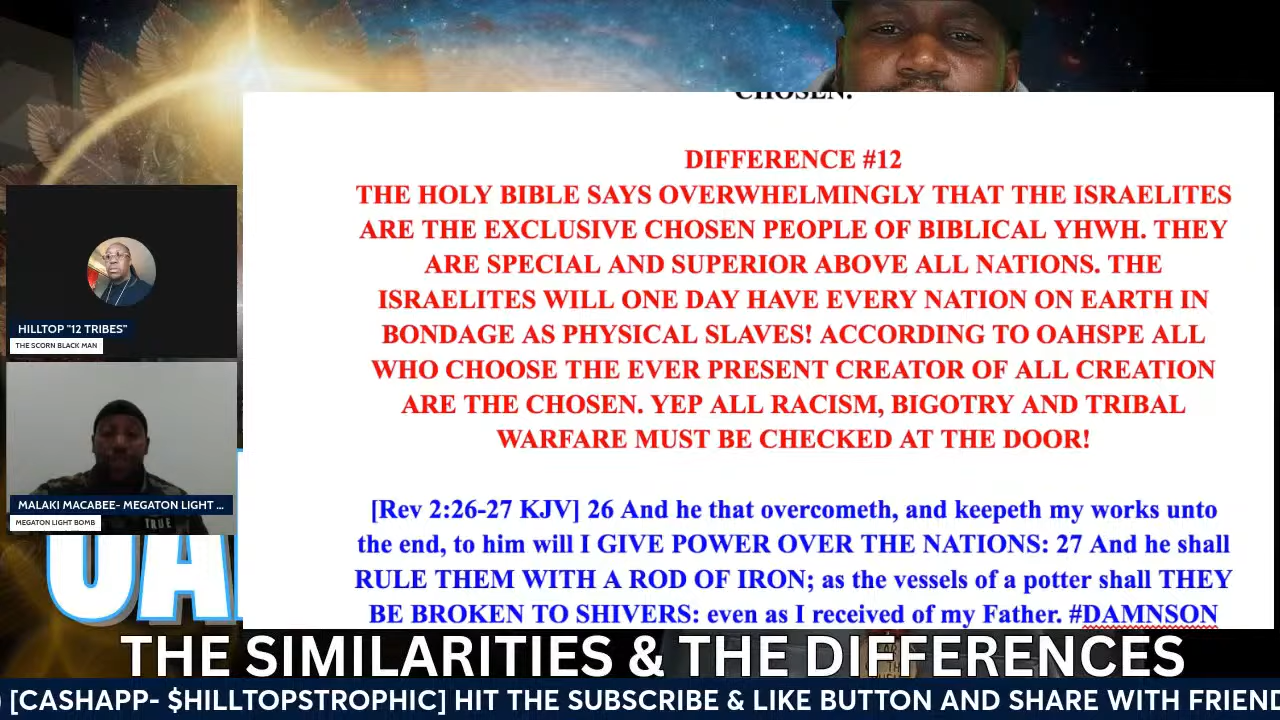 CHOSEN.
DIFFERENCE #12
THE HOLY BIBLE SAYS OVERWHELMINGLY THAT THE ISRAELITES
ARE THE EXCLUSIVE CHOSEN PEOPLE OF BIBLICAL YHWH. THEY
ARE SPECIAL AND SUPERIOR ABOVE ALL NATIONS. THE
ISRAELITES WILL ONE DAY HAVE EVERY NATION ON EARTH IN
BONDAGE AS PHYSICAL SLAVES! ACCORDING TO OAHSPE ALL
WHO CHOOSE THE EVER PRESENT CREATOR OF ALL CREATION
ARE THE CHOSEN. YEP ALL RACISM, BIGOTRY AND TRIBAL
WARFARE MUST BE CHECKED AT THE DOOR!
[Rev 2:26-27 KJV] 26 And he that overcometh, and keepeth my works unto
the end, to him will I GIVE POWER OVER THE NATIONS: 27 And he shall
RULE THEM WITH A ROD OF IRON; as the vessels of a potter shall THEY
BE BROKEN TO SHIVERS: even as I received of my Father. #DAMNSON
HILLTOP "12 TRIBES"
THE SCORN BLACK MAN
MALAKI MACABEE- MEGATON LIGHT ...
MEGATON LIGHT BOMB
TRUE
THE SIMILARITIES & THE DIFFERENCES
) [CASHAPP- $HILLTOPSTROPHIC] HIT THE SUBSCRIBE & LIKE BUTTON AND SHARE WITH FRIEND